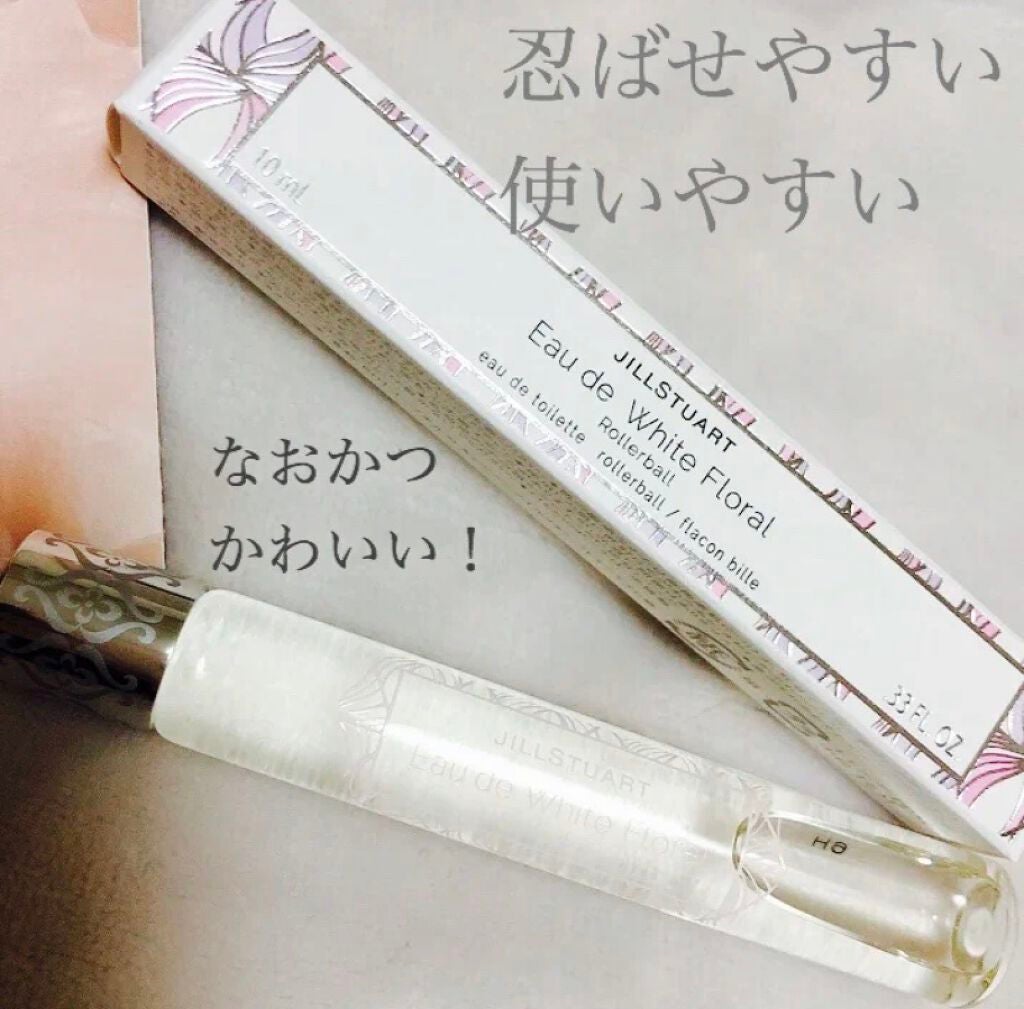 忍ばせやすい
使いやすい
10 ml
JILLSTUART
Eau de White Floral
Rollerball
eau de toilette rollerball / flacon bille
なおかつ
かわいい！
.33 FL OZ
JILLSTUART
Eau de White Floral